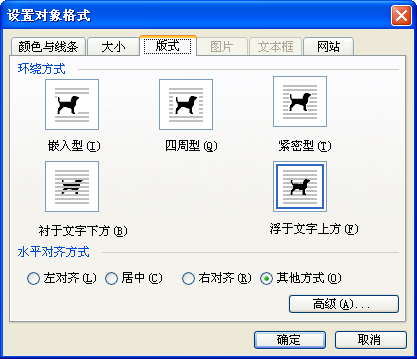 设置对象格式
颜色与线条 大小 版式 图片 文本框 网站
环绕方式
嵌入型(I) 四周型(Q) 紧密型(T)
衬于文字下方(B) 浮于文字上方(F)
水平对齐方式
左对齐(L) 居中(C) 右对齐(R) 其他方式(O)
高级(A)...
确定 取消